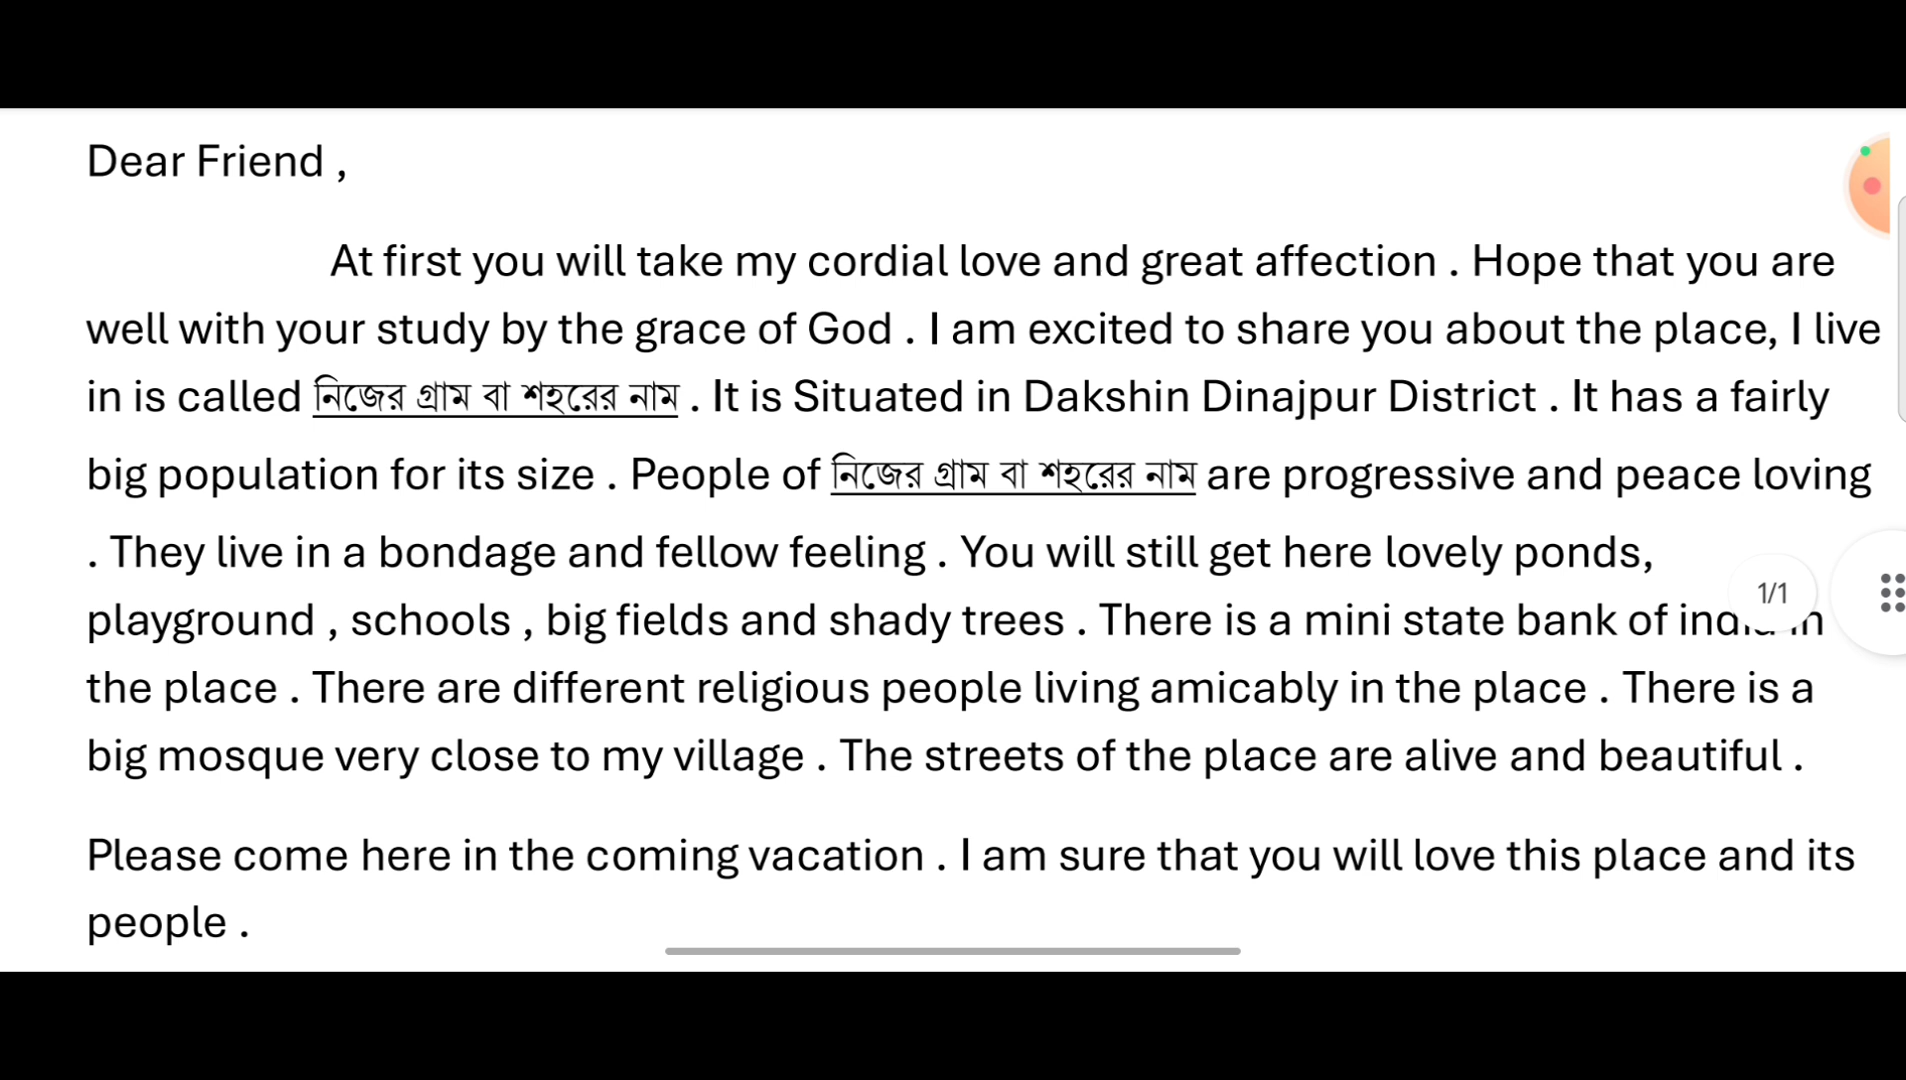 Dear Friend ,
At first you will take my cordial love and great affection . Hope that you are
well with your study by the grace of God . I am excited to share you about the place, I live
in is called নিজের গ্রাম বা শহরের নাম . It is Situated in Dakshin Dinajpur District . It has a fairly
big population for its size . People of নিজের গ্রাম বা শহরের নাম are progressive and peace loving
. They live in a bondage and fellow feeling . You will still get here lovely ponds,
playground , schools , big fields and shady trees . There is a mini state bank of india in
the place . There are different religious people living amicably in the place . There is a
big mosque very close to my village . The streets of the place are alive and beautiful .
Please come here in the coming vacation . I am sure that you will love this place and its
people .
1/1